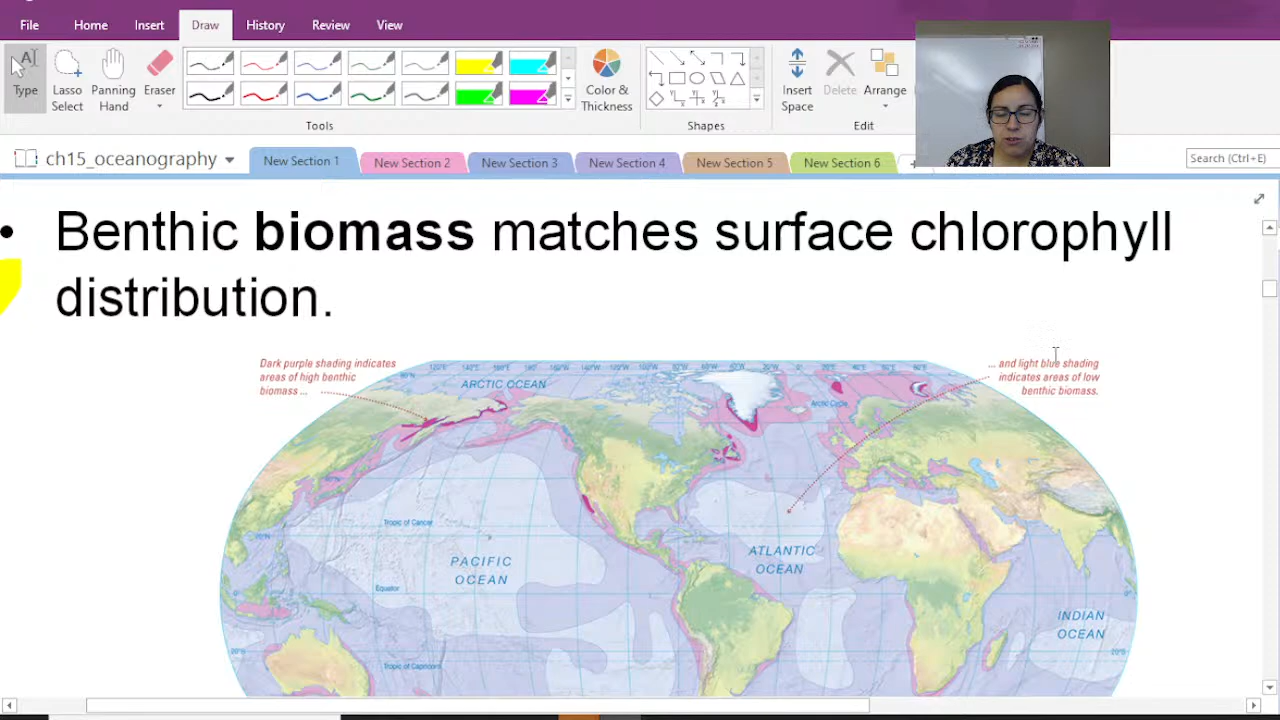 File Home Insert Draw History Review View
Type
Lasso Select
Panning Hand
Eraser
Color & Thickness
Insert Space
Delete
Arrange
Tools
Shapes
Edit
ch15_oceanography
New Section 1
New Section 2
New Section 3
New Section 4
New Section 5
New Section 6
Search (Ctrl+E)
• Benthic biomass matches surface chlorophyll
distribution.
Dark purple shading indicates
areas of high benthic
biomass ...
... and light blue shading
indicates areas of low
benthic biomass.
ARCTIC OCEAN
Arctic Circle
Tropic of Cancer
PACIFIC
OCEAN
ATLANTIC
OCEAN
Equator
INDIAN
OCEAN
Tropic of Capricorn
20°S
20°S